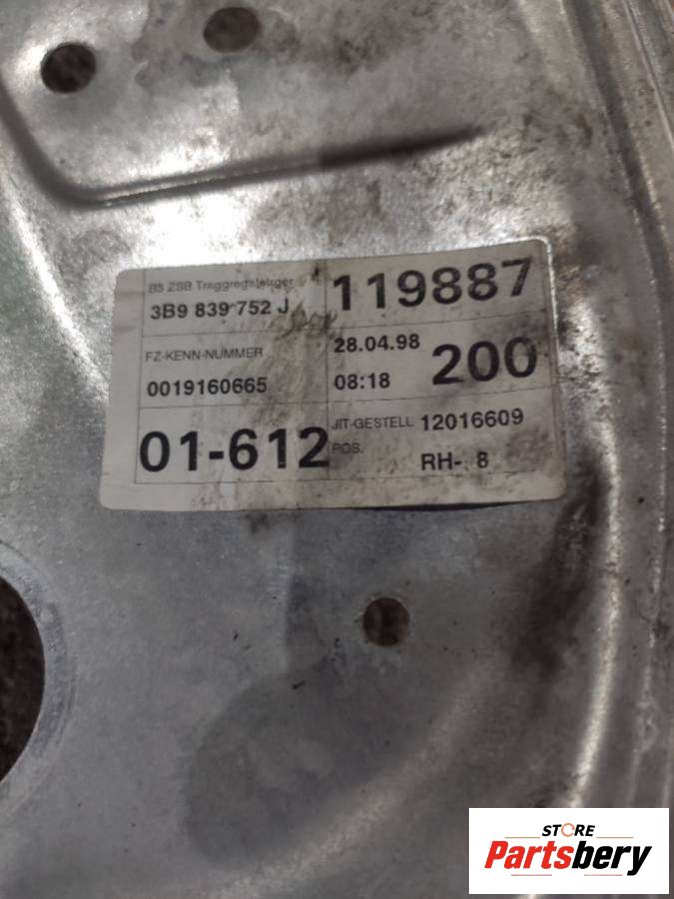 B5 ZSB
3B9 839 752 J
119887
FZ-KENN-NUMMER
0019160665
28.04.98
08:18
200
01-612
JIT-GESTELL 12016609
POS.
RH- 8
STORE
Partsbery